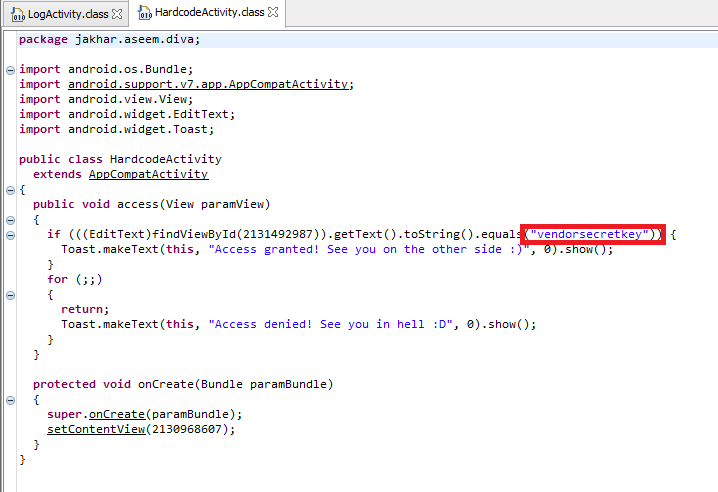 LogActivity.class
HardcodeActivity.class
package jakhar.aseem.diva;
import android.os.Bundle;
import android.support.v7.app.AppCompatActivity;
import android.view.View;
import android.widget.EditText;
import android.widget.Toast;
public class HardcodeActivity
extends AppCompatActivity
{
public void access(View paramView)
{
if (((EditText)findViewById(2131492987)).getText().toString().equals("vendorsecretkey")) {
Toast.makeText(this, "Access granted! See you on the other side :)", 0).show();
}
for (;;)
{
return;
Toast.makeText(this, "Access denied! See you in hell :D", 0).show();
}
}
protected void onCreate(Bundle paramBundle)
{
super.onCreate(paramBundle);
setContentView(2130968607);
}
}